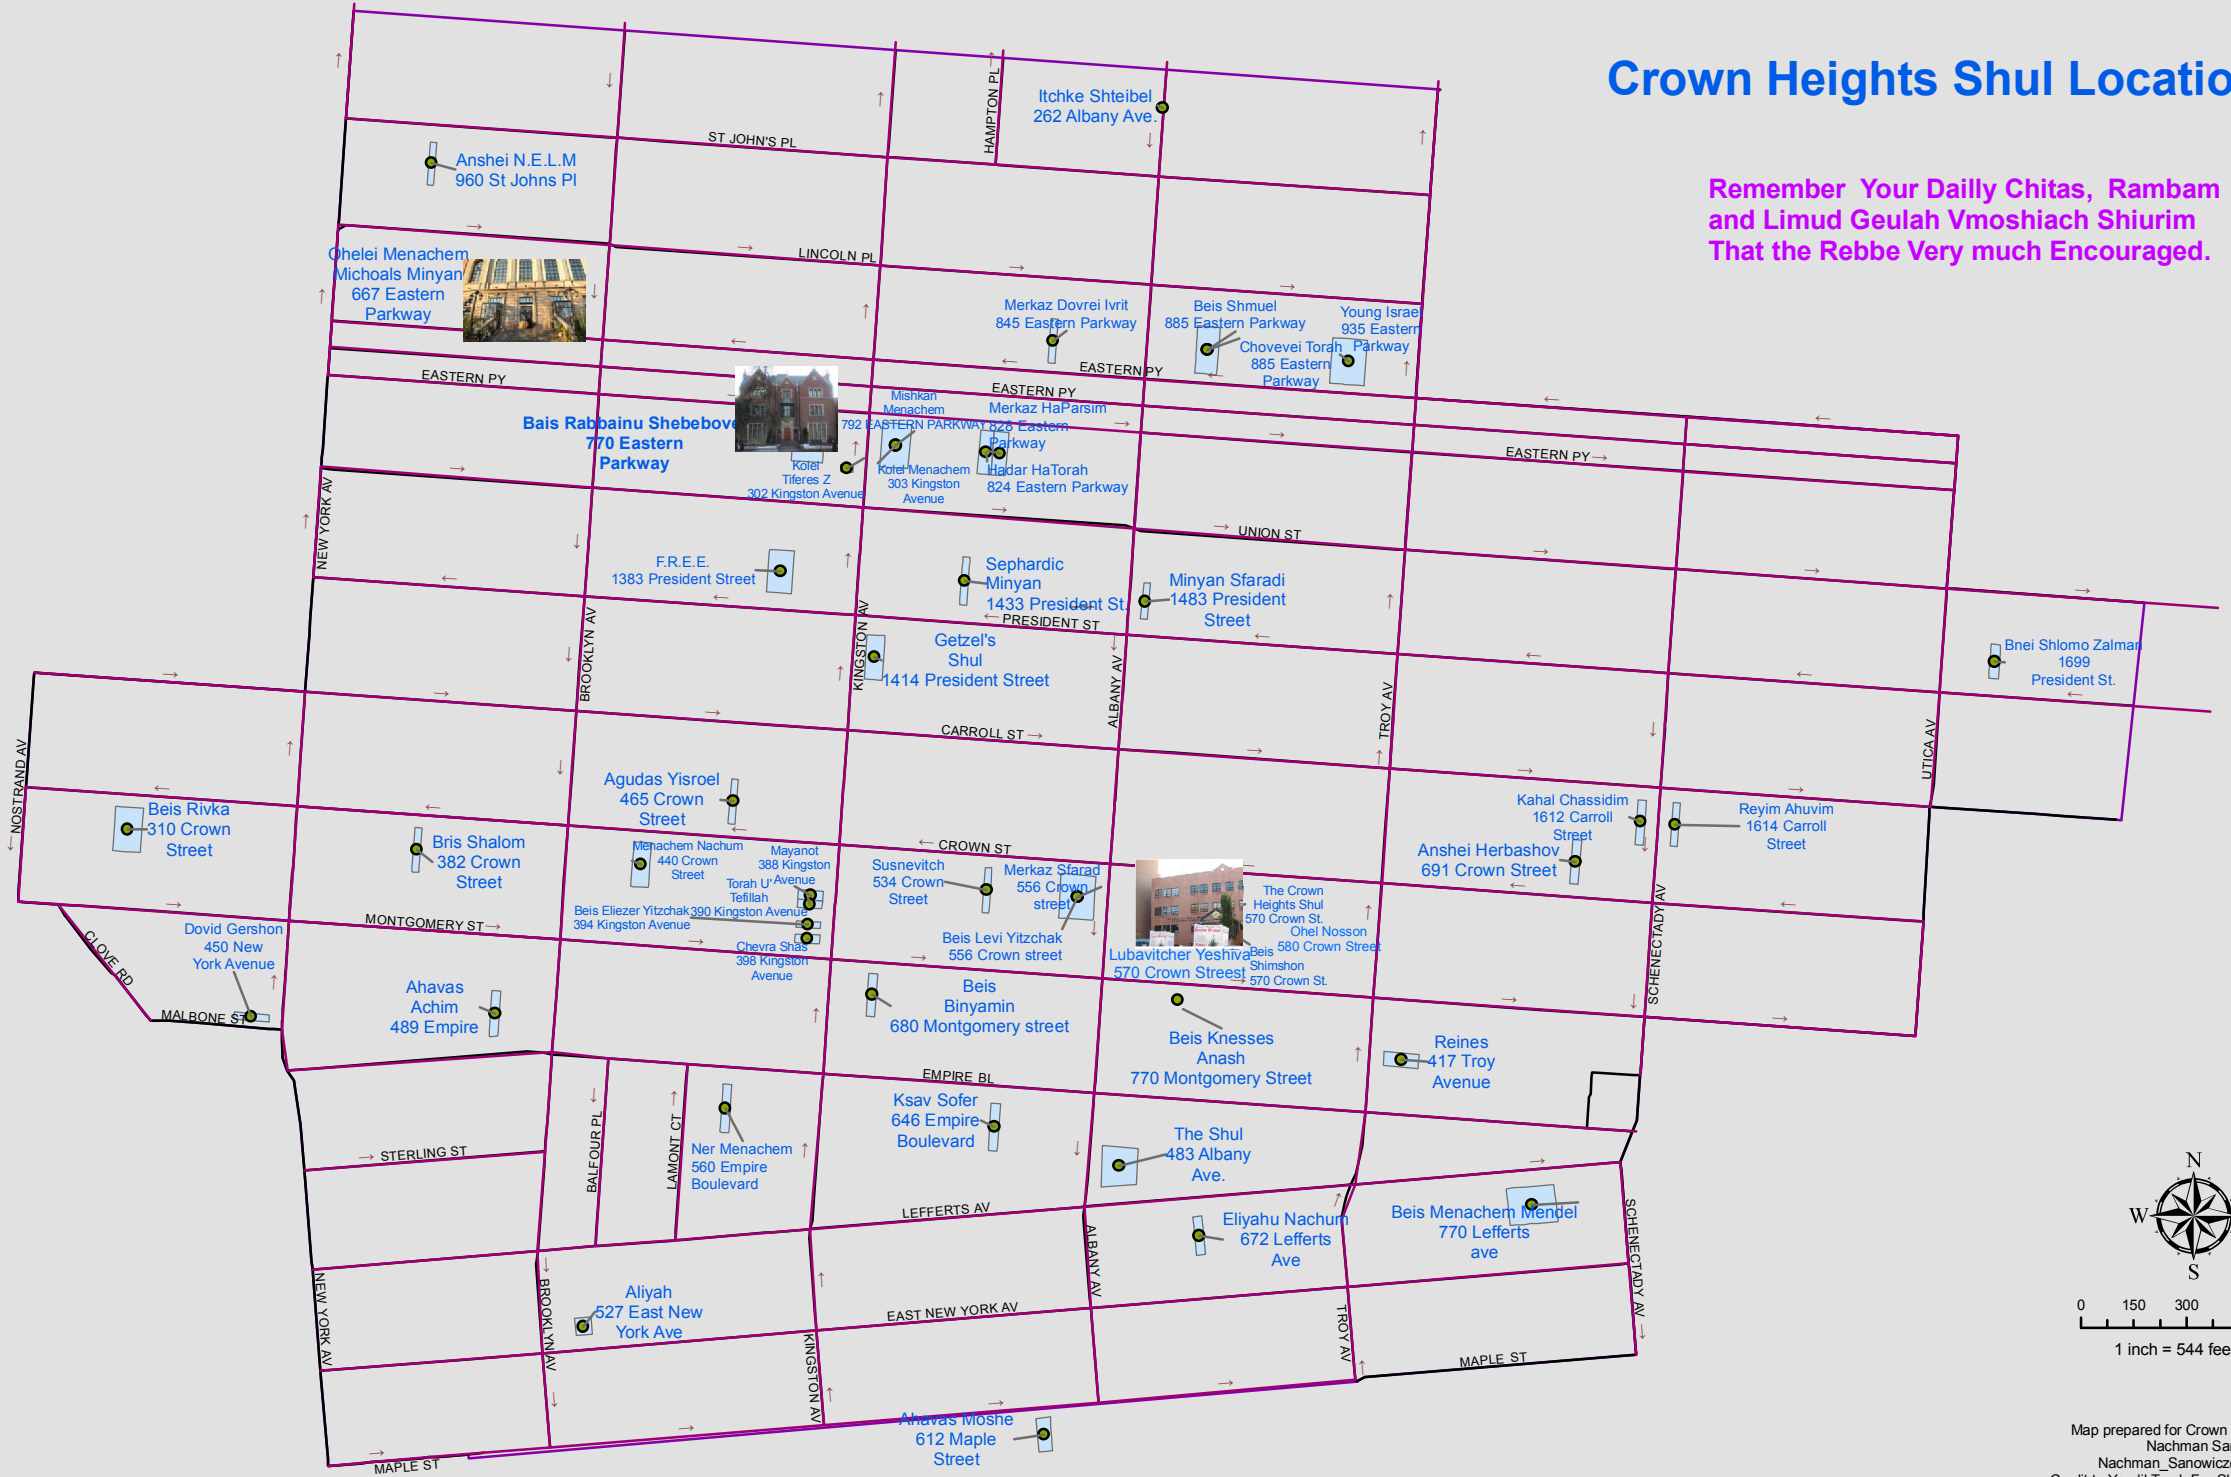 Crown Heights Shul Locatio
Remember Your Dailly Chitas, Rambam
and Limud Geulah Vmoshiach Shiurim
That the Rebbe Very much Encouraged.
HAMPTON PL
Itchke Shteibel
262 Albany Ave.
ST JOHN'S PL
Anshei N.E.L.M
960 St Johns Pl
LINCOLN PL
Ohelei Menachem
Michoals Minyan
667 Eastern
Parkway
Merkaz Dovrei Ivrit
845 Eastern Parkway
Beis Shmuel
885 Eastern Parkway
Young Israel
935 Eastern
Parkway
Chovevei Torah
885 Eastern
Parkway
EASTERN PY
EASTERN PY
EASTERN PY
EASTERN PY
Bais Rabbainu Shebebove
770 Eastern
Parkway
Mishkan
Menachem
792 EASTERN PARKWAY
Merkaz HaParsim
828 Eastern
Parkway
Kolel
Tiferes Z
302 Kingston Avenue
Kolel Menachem
303 Kingston
Avenue
Hadar HaTorah
824 Eastern Parkway
NEW YORK AV
UNION ST
F.R.E.E.
1383 President Street
Sephardic
Minyan
1433 President St.
Minyan Sfaradi
1483 President
Street
PRESIDENT ST
BROOKLYN AV
KINGSTON AV
ALBANY AV
TROY AV
Getzel's
Shul
1414 President Street
Bnei Shlomo Zalman
1699
President St.
NOSTRAND AV
UTICA AV
CARROLL ST
Agudas Yisroel
465 Crown
Street
Beis Rivka
310 Crown
Street
Bris Shalom
382 Crown
Street
Kahal Chassidim
1612 Carroll
Street
Reyim Ahuvim
1614 Carroll
Street
Anshei Herbashov
691 Crown Street
CROWN ST
Menachem Nachum
440 Crown
Street
Mayanot
388 Kingston
Avenue
Torah U'
Tefillah
390 Kingston Avenue
Beis Eliezer Yitzchak
394 Kingston Avenue
Chevra Shas
398 Kingston
Avenue
Susnevitch
534 Crown
Street
Merkaz Sfarad
556 Crown
street
Beis Levi Yitzchak
556 Crown street
The Crown
Heights Shul
570 Crown St.
Ohel Nosson
580 Crown Street
Lubavitcher Yeshiva
570 Crown Streest
Beis
Shimshon
570 Crown St.
SCHENECTADY AV
MONTGOMERY ST
CLOVE RD
Dovid Gershon
450 New
York Avenue
MALBONE ST
Ahavas
Achim
489 Empire
Beis
Binyamin
680 Montgomery street
Beis Knesses
Anash
770 Montgomery Street
Reines
417 Troy
Avenue
EMPIRE BL
Ksav Sofer
646 Empire
Boulevard
The Shul
483 Albany
Ave.
Ner Menachem
560 Empire
Boulevard
STERLING ST
BALFOUR PL
LAMONT CT
LEFFERTS AV
Eliyahu Nachum
672 Lefferts
Ave
Beis Menachem Mendel
770 Lefferts
ave
NEW YORK AV
BROOKLYN AV
KINGSTON AV
ALBANY AV
TROY AV
SCHENECTADY AV
Aliyah
527 East New
York Ave
EAST NEW YORK AV
MAPLE ST
Ahavas Moshe
612 Maple
Street
MAPLE ST
N
W
S
0 150 300
1 inch = 544 fee
Map prepared for Crown
Nachman Sa
Nachman_Sanowicz